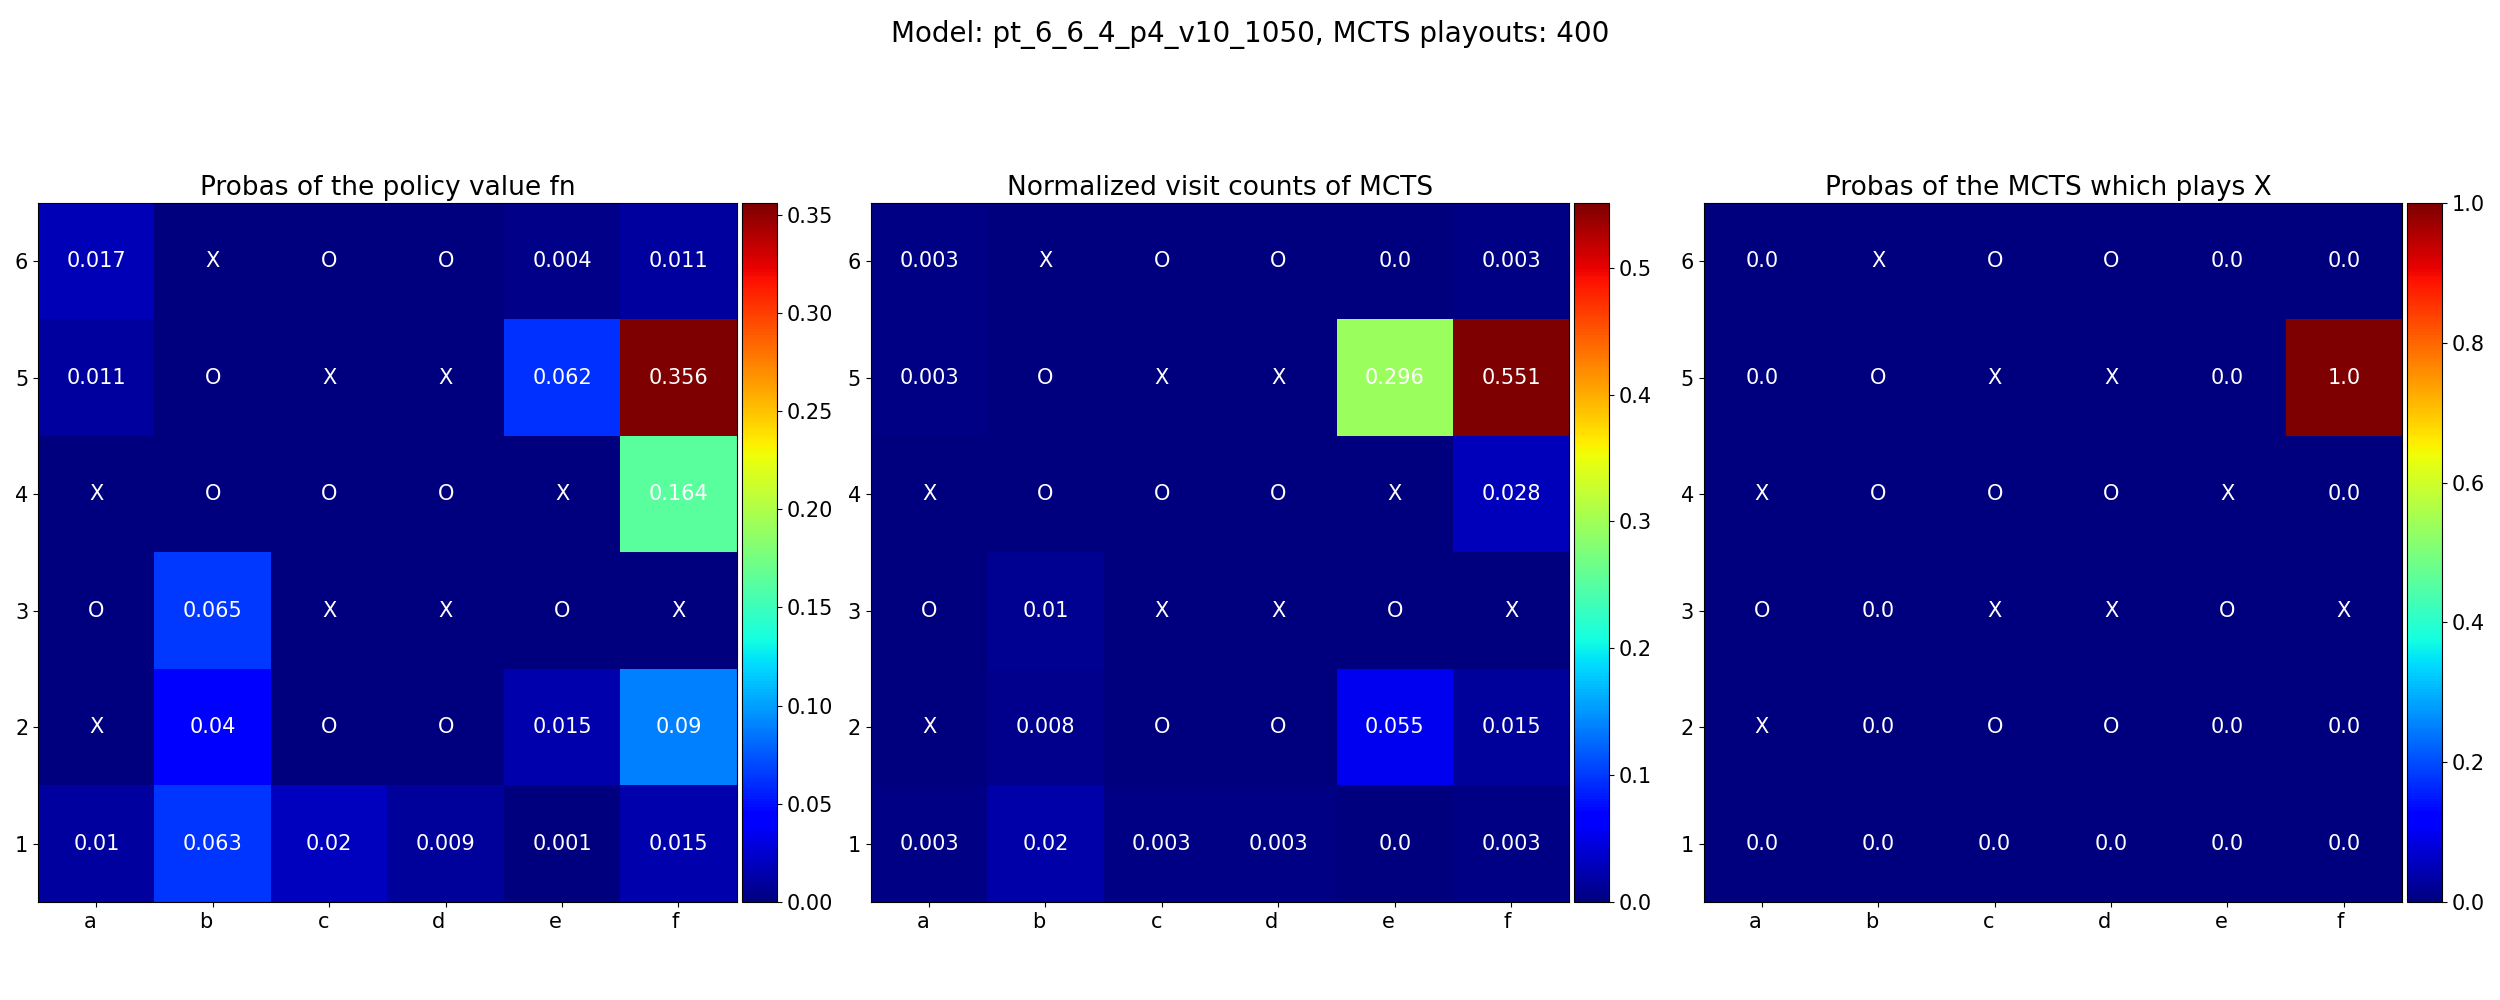 Model: pt_6_6_4_p4_v10_1050, MCTS playouts: 400
Probas of the policy value fn
6 0.017 X O O 0.004 0.011
5 0.011 O X X 0.062 0.356
4 X O O O X 0.164
3 O 0.065 X X O X
2 X 0.04 O O 0.015 0.09
1 0.01 0.063 0.02 0.009 0.001 0.015
a b c d e f
0.35
0.30
0.25
0.20
0.15
0.10
0.05
0.00
Normalized visit counts of MCTS
6 0.003 X O O 0.0 0.003
5 0.003 O X X 0.296 0.551
4 X O O O X 0.028
3 O 0.01 X X O X
2 X 0.008 O O 0.055 0.015
1 0.003 0.02 0.003 0.003 0.0 0.003
a b c d e f
0.5
0.4
0.3
0.2
0.1
0.0
Probas of the MCTS which plays X
6 0.0 X O O 0.0 0.0
5 0.0 O X X 0.0 1.0
4 X O O O X 0.0
3 O 0.0 X X O X
2 X 0.0 O O 0.0 0.0
1 0.0 0.0 0.0 0.0 0.0 0.0
a b c d e f
1.0
0.8
0.6
0.4
0.2
0.0